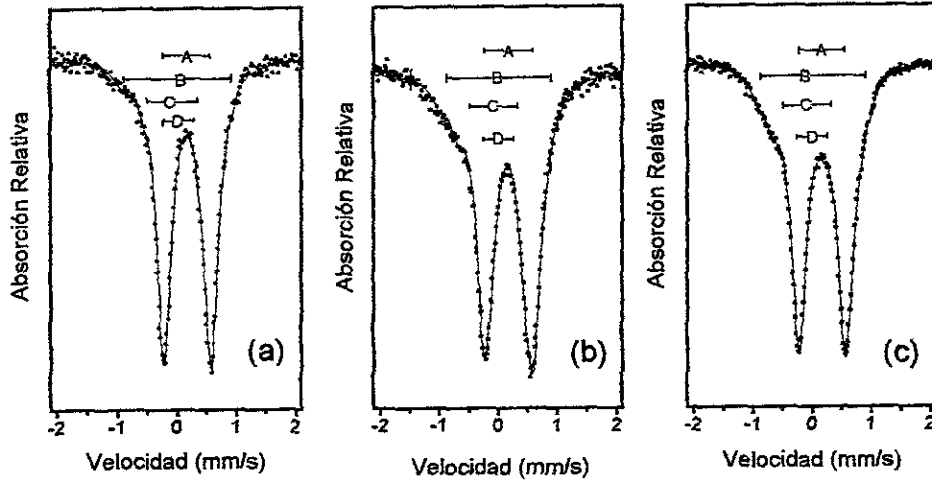 A
B
C
D
Absorción Relativa
(a)
-2 -1 0 1 2
Velocidad (mm/s)
A
B
C
D
Absorción Relativa
(b)
-2 -1 0 1 2
Velocidad (mm/s)
A
B
C
D
Absorción Relativa
(c)
-2 -1 0 1 2
Velocidad (mm/s)